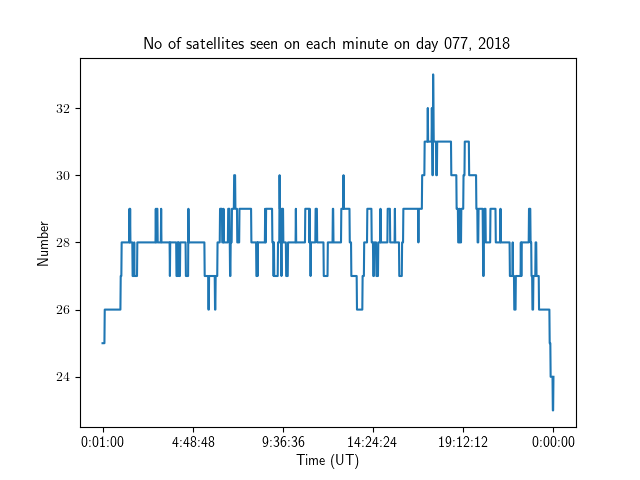 No of satellites seen on each minute on day 077, 2018
Number
32
30
28
26
24
0:01:00 4:48:48 9:36:36 14:24:24 19:12:12 0:00:00
Time (UT)